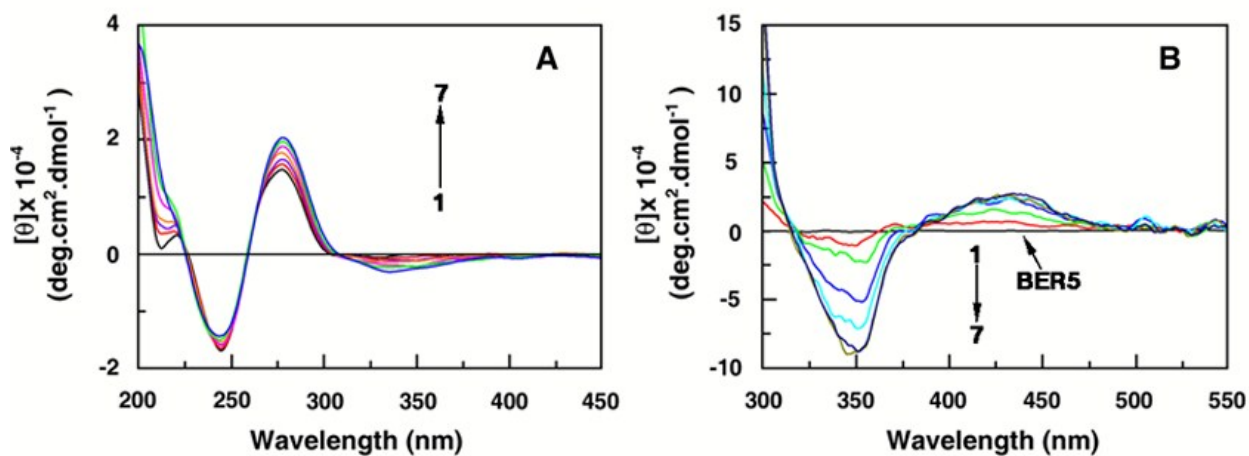 [θ]x 10⁻⁴
(deg.cm².dmol⁻¹)
4
2
0
-2
A
7
1
200 250 300 350 400 450
Wavelength (nm)
[θ]x 10⁻⁴
(deg.cm².dmol⁻¹)
15
10
5
0
-5
-10
B
1
BER5
7
300 350 400 450 500 550
Wavelength (nm)